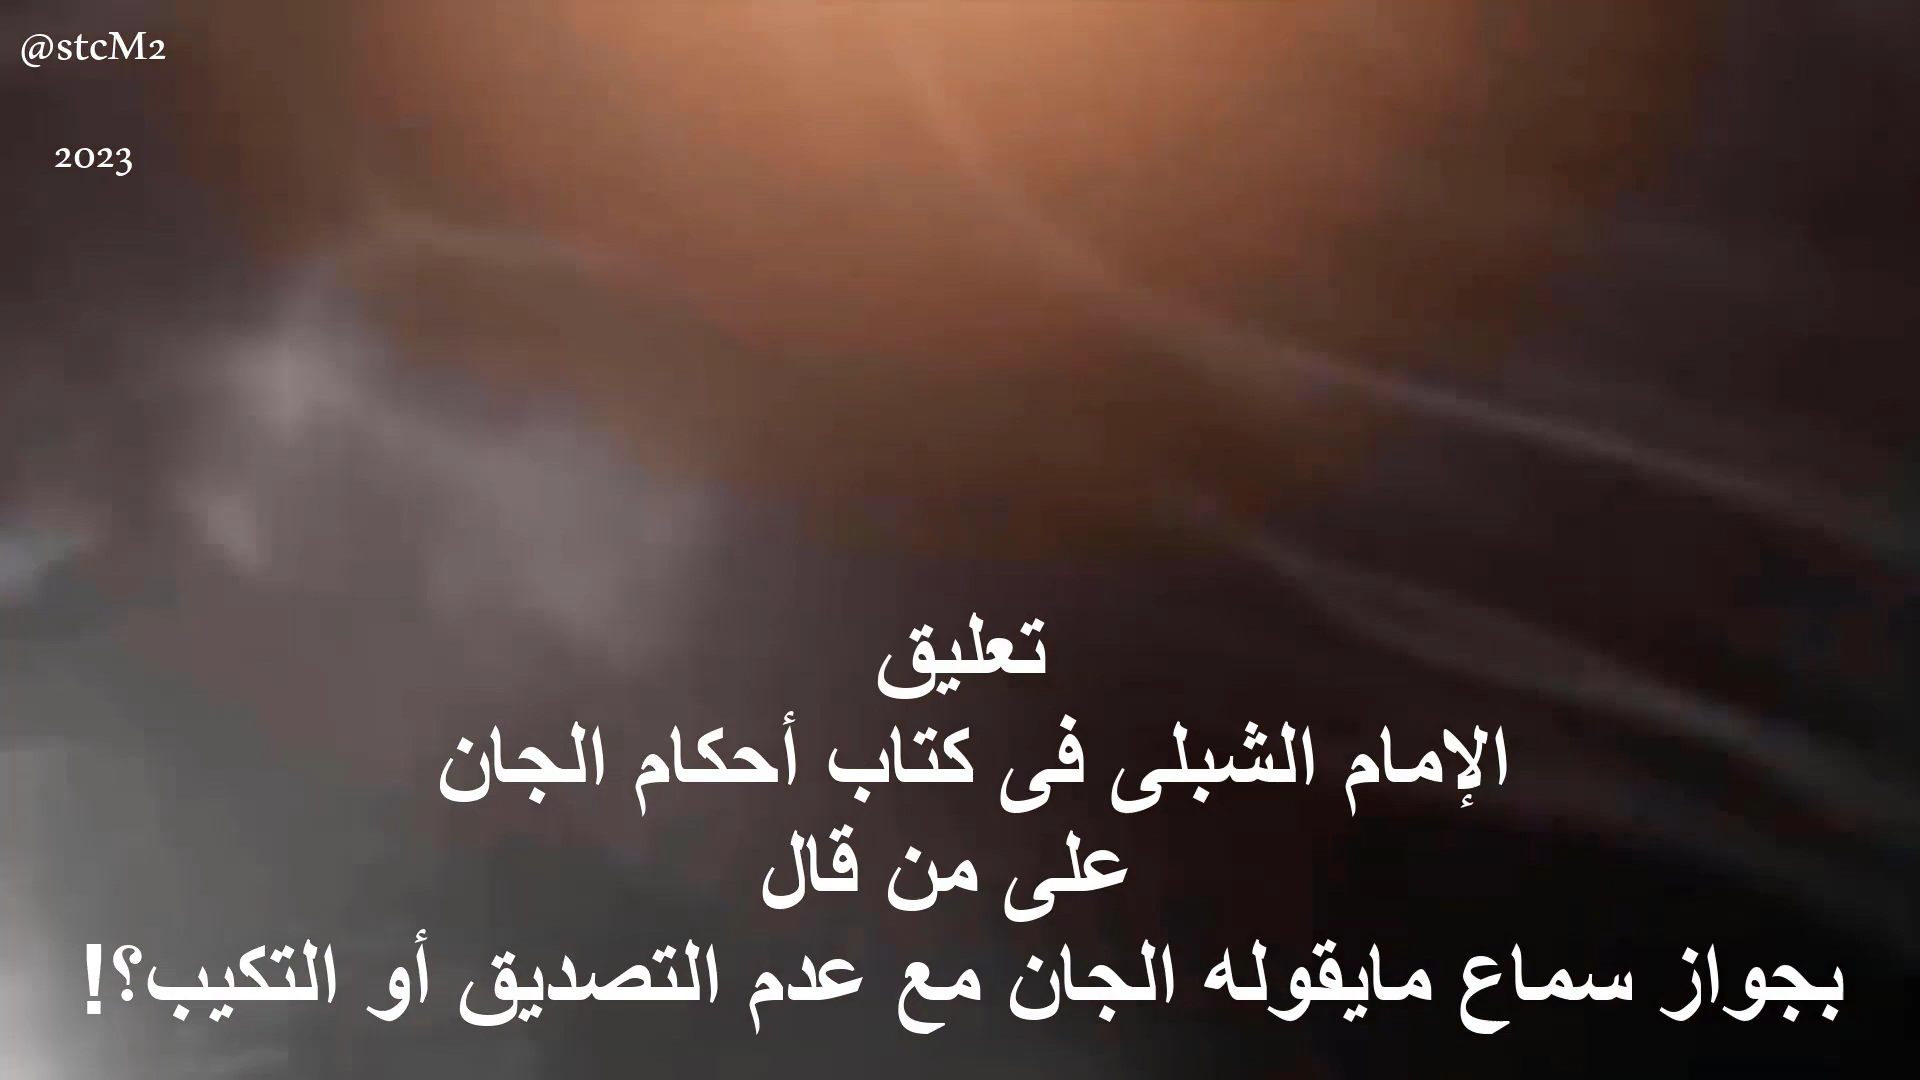 @stcM2
2023
تعليق
الإمام الشبلى فى كتاب أحكام الجان
على من قال
بجواز سماع مايقوله الجان مع عدم التصديق أو التكيب؟!